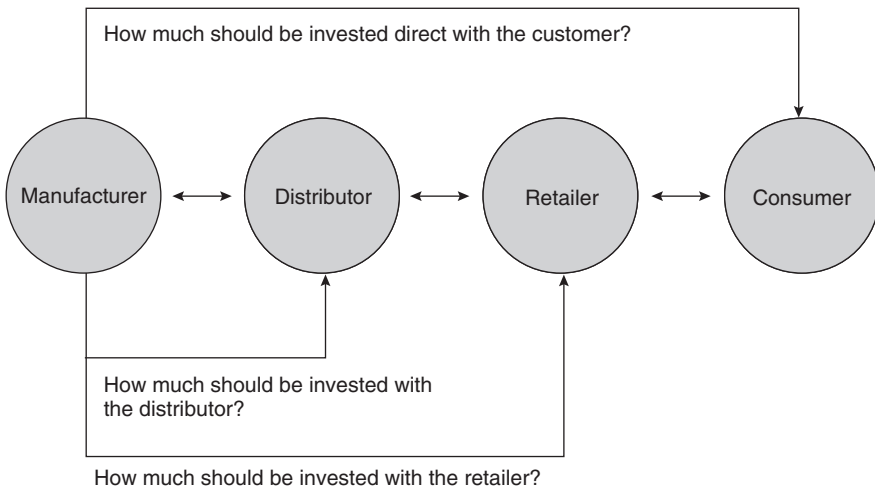 How much should be invested direct with the customer?
Manufacturer
Distributor
Retailer
Consumer
How much should be invested with
the distributor?
How much should be invested with the retailer?